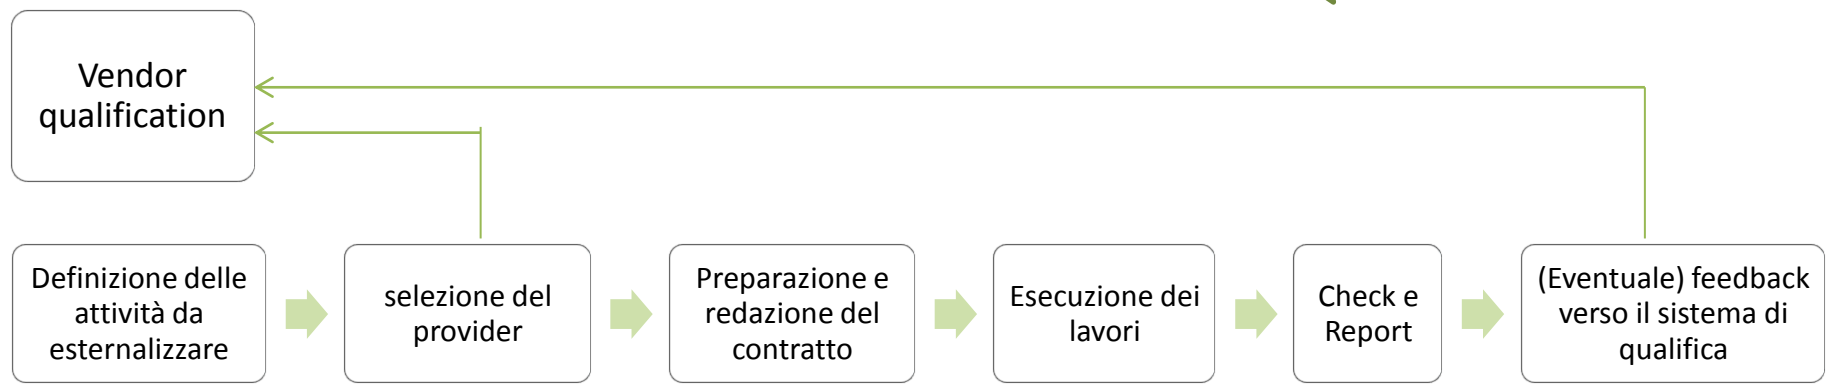 Vendor
qualification
Definizione delle
attività da
esternalizzare
selezione del
provider
Preparazione e
redazione del
contratto
Esecuzione dei
lavori
Check e
Report
(Eventuale) feedback
verso il sistema di
qualifica